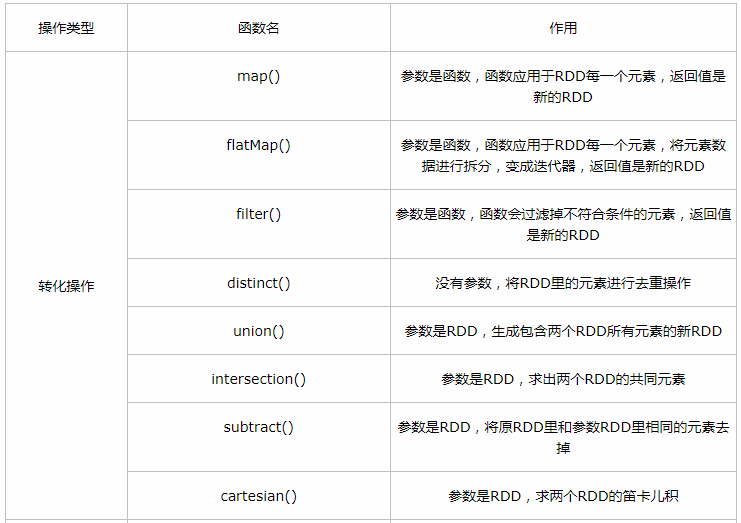 操作类型 函数名 作用
map() 参数是函数，函数应用于RDD每一个元素，返回值是
新的RDD
flatMap() 参数是函数，函数应用于RDD每一个元素，将元素数
据进行拆分，变成迭代器，返回值是新的RDD
filter() 参数是函数，函数会过滤掉不符合条件的元素，返回值
是新的RDD
转化操作 distinct() 没有参数，将RDD里的元素进行去重操作
union() 参数是RDD，生成包含两个RDD所有元素的新RDD
intersection() 参数是RDD，求出两个RDD的共同元素
subtract() 参数是RDD，将原RDD里和参数RDD里相同的元素去
掉
cartesian() 参数是RDD，求两个RDD的笛卡儿积